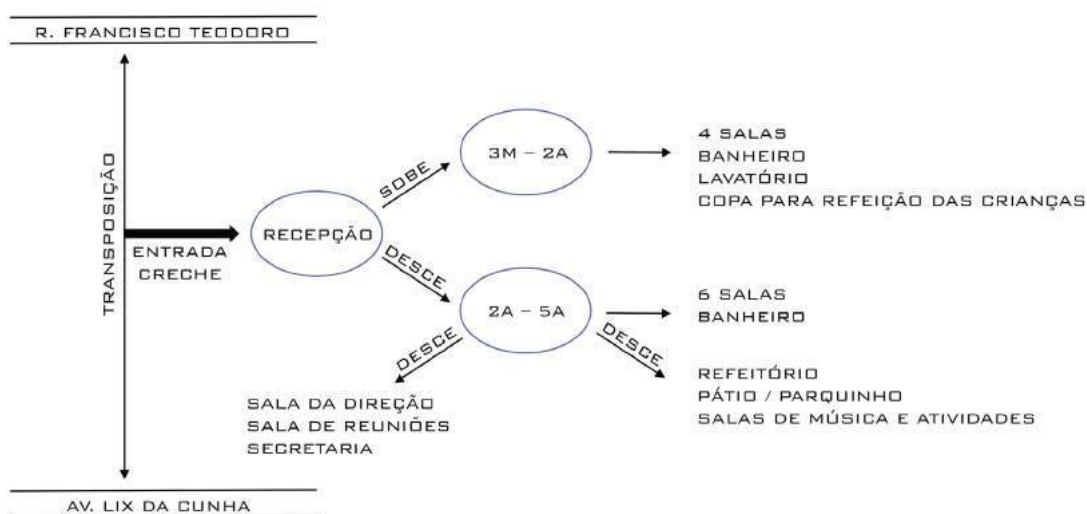 R. FRANCISCO TEODORO
TRANSPOSIÇÃO
ENTRADA
CRECHE
RECEPÇÃO
SOBE
3M – 2A
4 SALAS
BANHEIRO
LAVATÓRIO
COPA PARA REFEIÇÃO DAS CRIANÇAS
DESCE
2A – 5A
6 SALAS
BANHEIRO
DESCE
SALA DA DIREÇÃO
SALA DE REUNIÕES
SECRETARIA
DESCE
REFEITÓRIO
PÁTIO / PARQUINHO
SALAS DE MÚSICA E ATIVIDADES
AV. LIX DA CUNHA